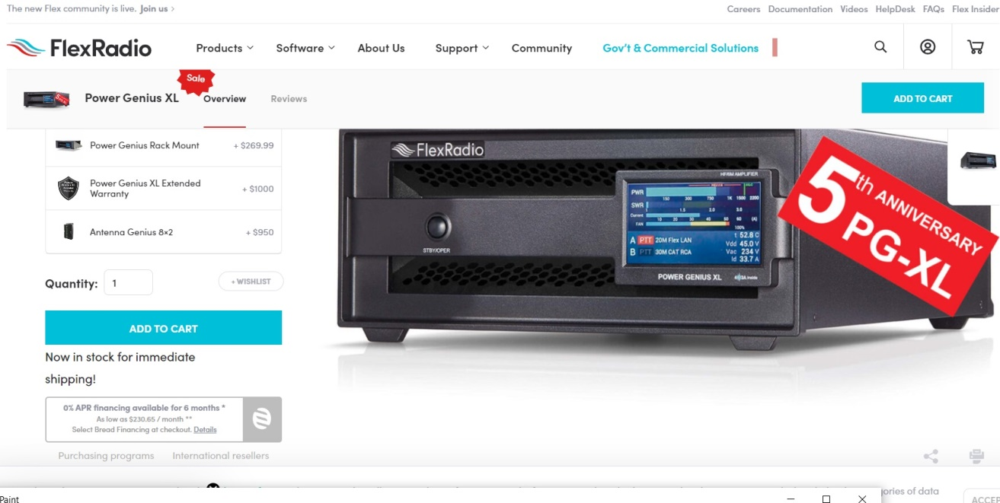 The new Flex community is live. Join us >
Careers Documentation Videos HelpDesk FAQs Flex Insider
FlexRadio
Products Software About Us Support Community Gov't & Commercial Solutions
Sale
Power Genius XL Overview Reviews
ADD TO CART
Power Genius Rack Mount + $269.99
Power Genius XL Extended
Warranty
+ $1000
Antenna Genius 8×2 + $950
Quantity: 1
+ WISHLIST
ADD TO CART
Now in stock for immediate
shipping!
0% APR financing available for 6 months *
As low as $230.65 / month **
Select Bread Financing at checkout. Details
Purchasing programs International resellers
FlexRadio
HF/6M AMPLIFIER
STBY/OPER
PWR
150 300 750 1K 1500 2200
SWR
1 1.5 2.0 3.0
Current
10 20 30 40 50 60 (A)
FAN
100%
A PTT 20M Flex LAN
B PTT 30M CAT RCA
t 52.8 C
Vdd 45.0 V
Vac 234 V
Id 33.7 A
POWER GENIUS XL
5th ANNIVERSARY
PG-XL
gories of data
ACCEP
Paint